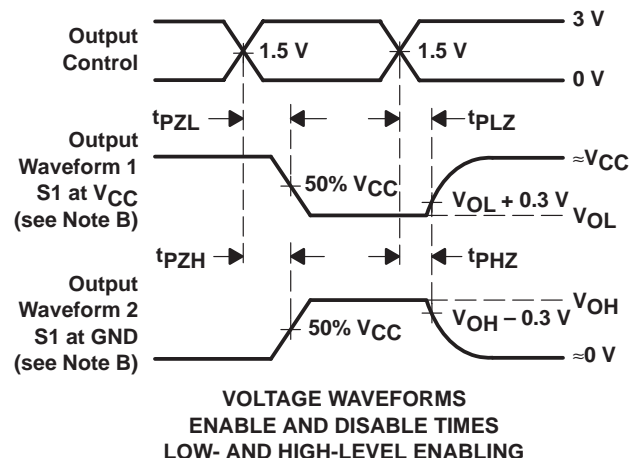 Output
Control
1.5 V
1.5 V
3 V
0 V
tPZL
tPLZ
Output
Waveform 1
S1 at VCC
(see Note B)
50% VCC
≈VCC
VOL + 0.3 V
VOL
tPZH
tPHZ
Output
Waveform 2
S1 at GND
(see Note B)
50% VCC
VOH
VOH – 0.3 V
≈0 V
VOLTAGE WAVEFORMS
ENABLE AND DISABLE TIMES
LOW- AND HIGH-LEVEL ENABLING